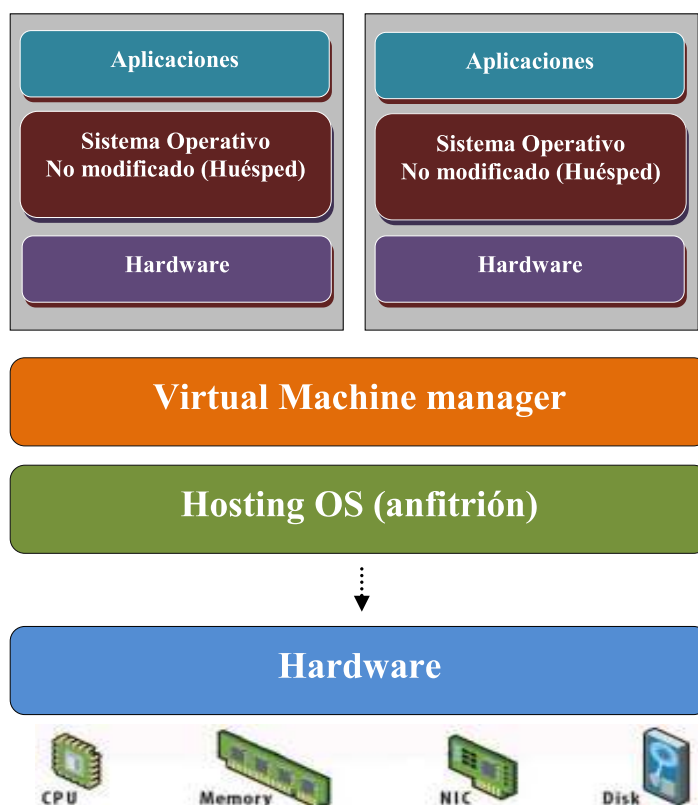 Aplicaciones
Sistema Operativo
No modificado (Huésped)
Hardware
Aplicaciones
Sistema Operativo
No modificado (Huésped)
Hardware
Virtual Machine manager
Hosting OS (anfitrión)
Hardware
CPU
Memory
NIC
Disk